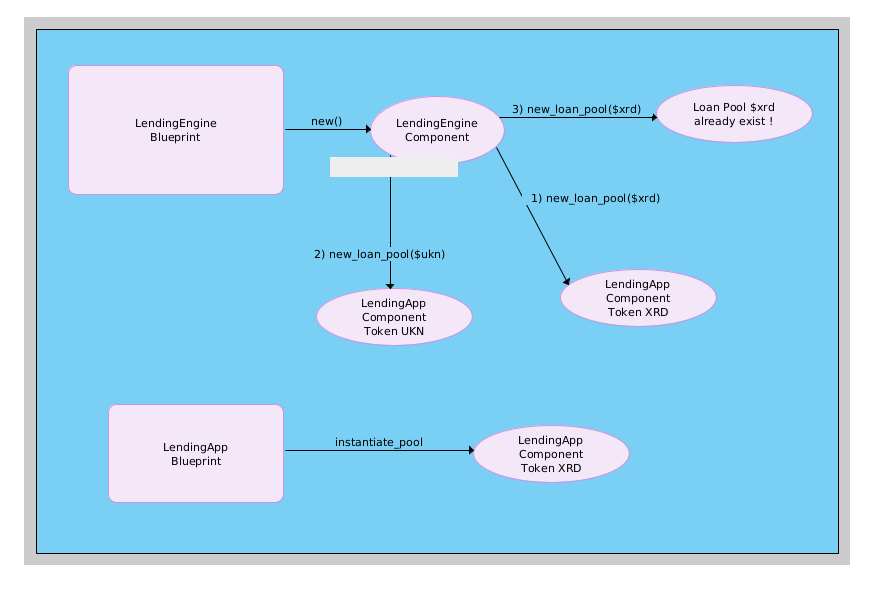 LendingEngine
Blueprint
new()
LendingEngine
Component
3) new_loan_pool($xrd)
Loan Pool $xrd
already exist !
1) new_loan_pool($xrd)
2) new_loan_pool($ukn)
LendingApp
Component
Token UKN
LendingApp
Component
Token XRD
LendingApp
Blueprint
instantiate_pool
LendingApp
Component
Token XRD